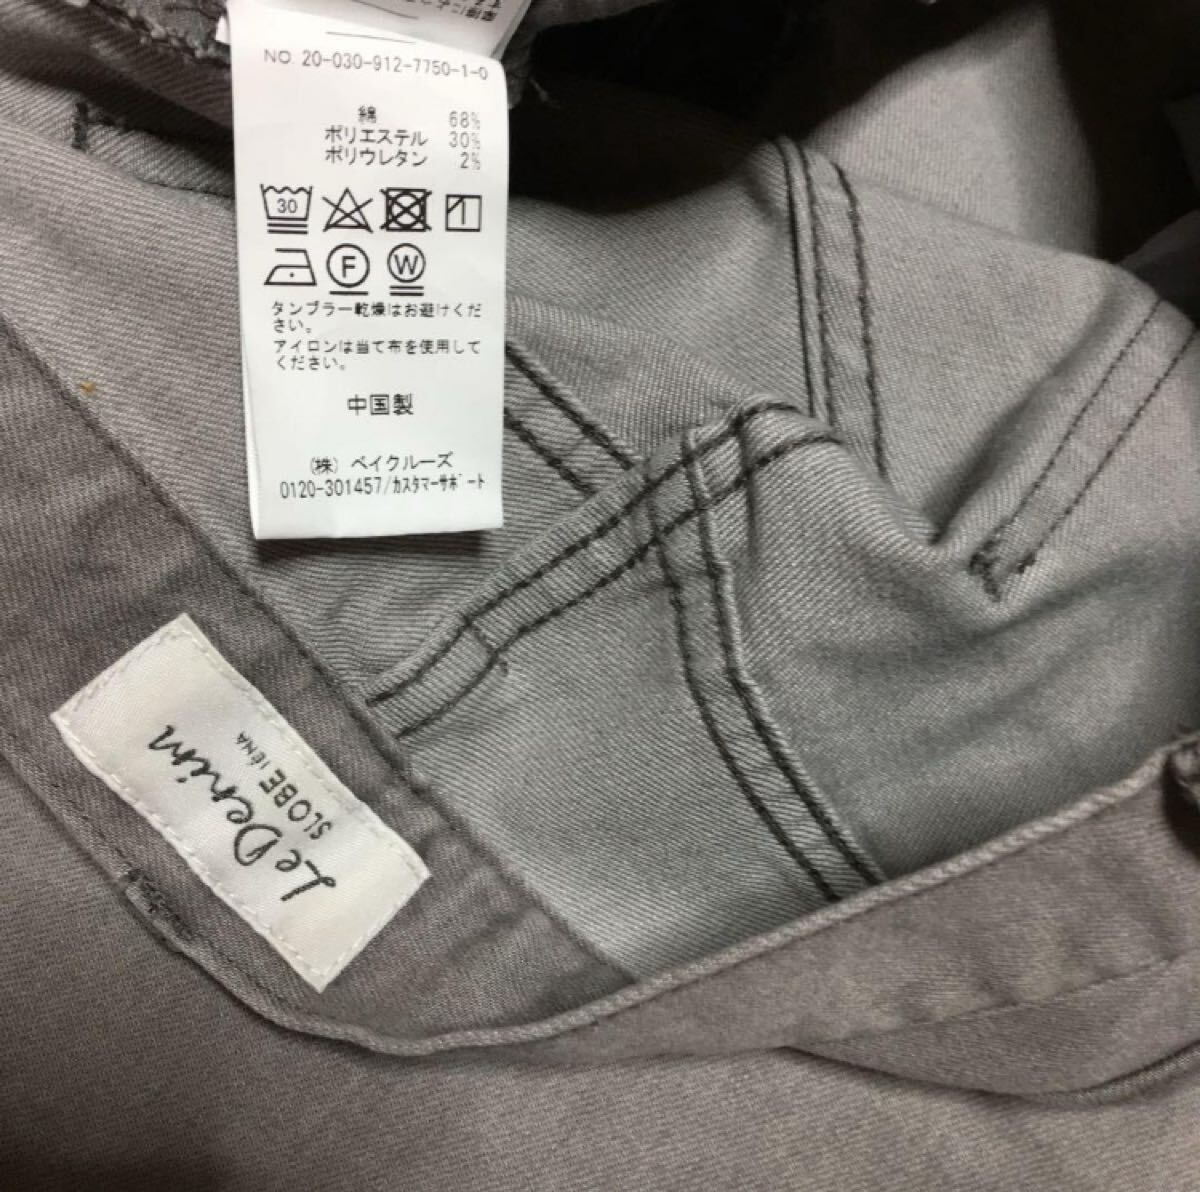 NO. 20-030-912-7750-1-0
綿 68%
ポリエステル 30%
ポリウレタン 2%
30
F W
タンブラー乾燥はお避けくだ
さい。
アイロンは当て布を使用して
ください。
中国製
(株) ベイクルーズ
0120-301457/カスタマーサポート
Le Denim
SLOBE IÉNA